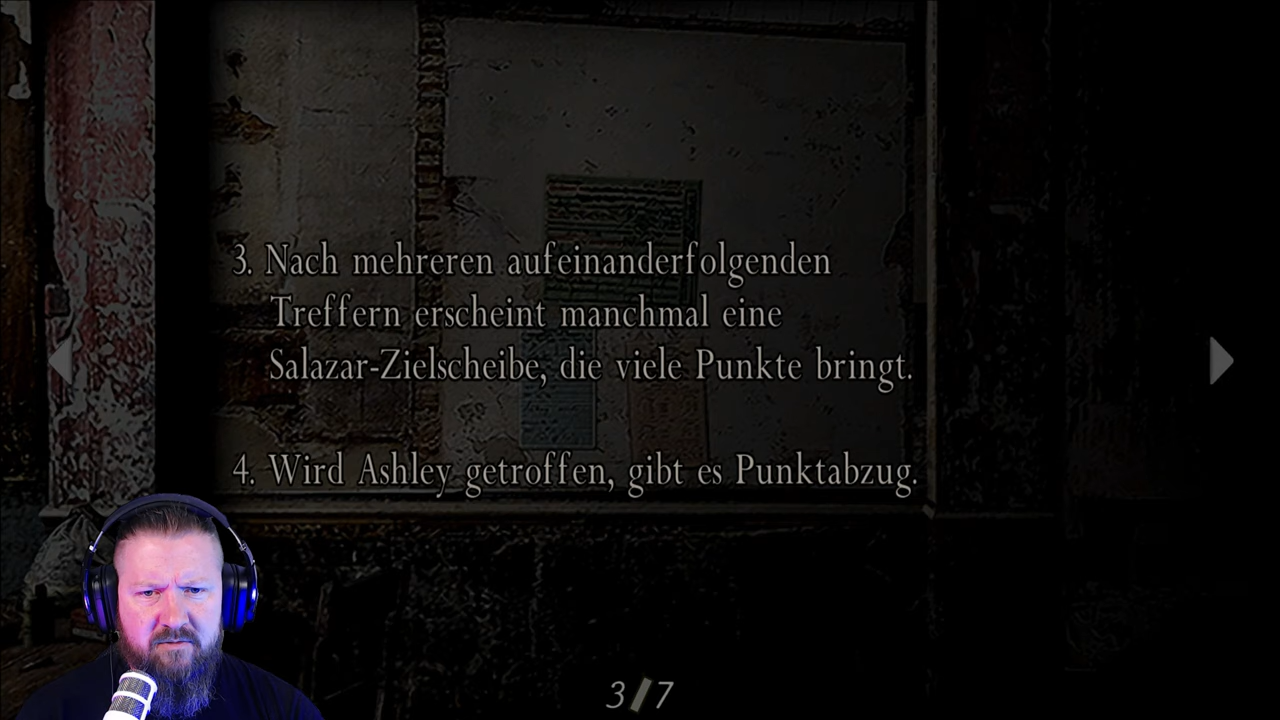 3. Nach mehreren aufeinanderfolgenden
Treffern erscheint manchmal eine
Salazar-Zielscheibe, die viele Punkte bringt.
4. Wird Ashley getroffen, gibt es Punktabzug.
3/7